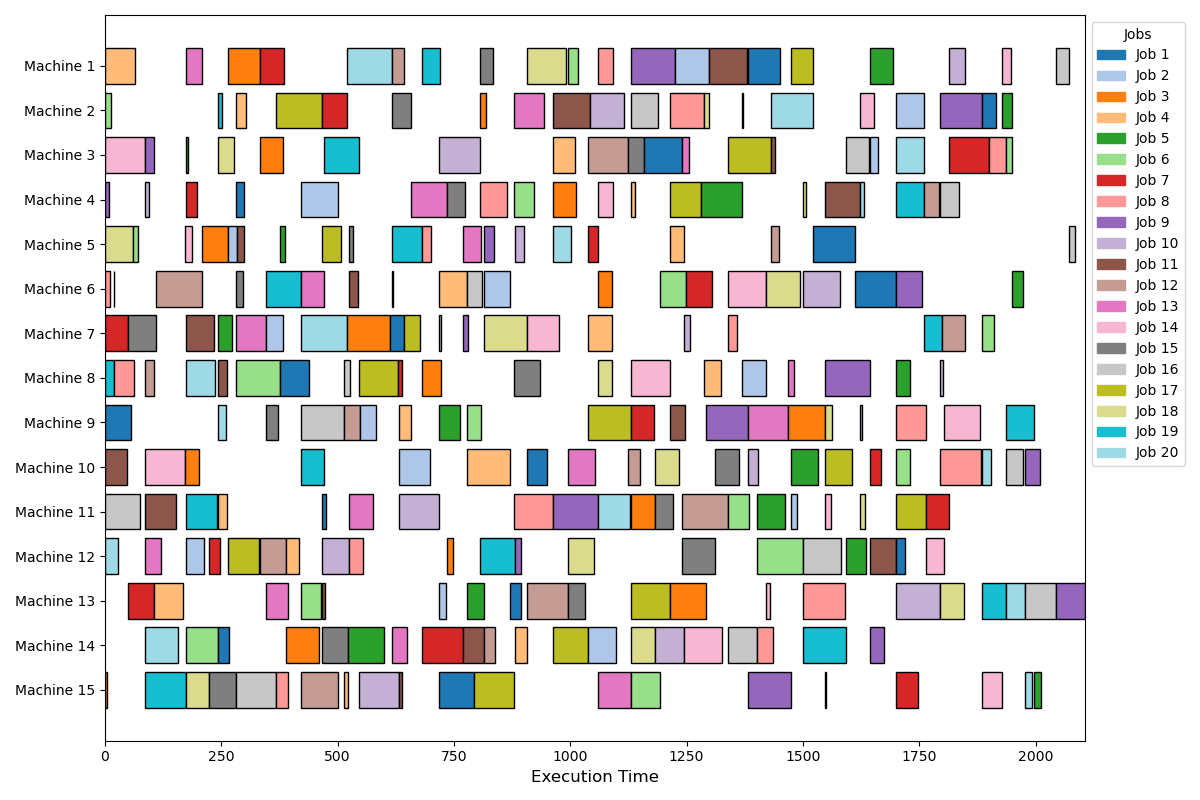 Machine 1
Machine 2
Machine 3
Machine 4
Machine 5
Machine 6
Machine 7
Machine 8
Machine 9
Machine 10
Machine 11
Machine 12
Machine 13
Machine 14
Machine 15
0 250 500 750 1000 1250 1500 1750 2000
Execution Time
Jobs
Job 1
Job 2
Job 3
Job 4
Job 5
Job 6
Job 7
Job 8
Job 9
Job 10
Job 11
Job 12
Job 13
Job 14
Job 15
Job 16
Job 17
Job 18
Job 19
Job 20